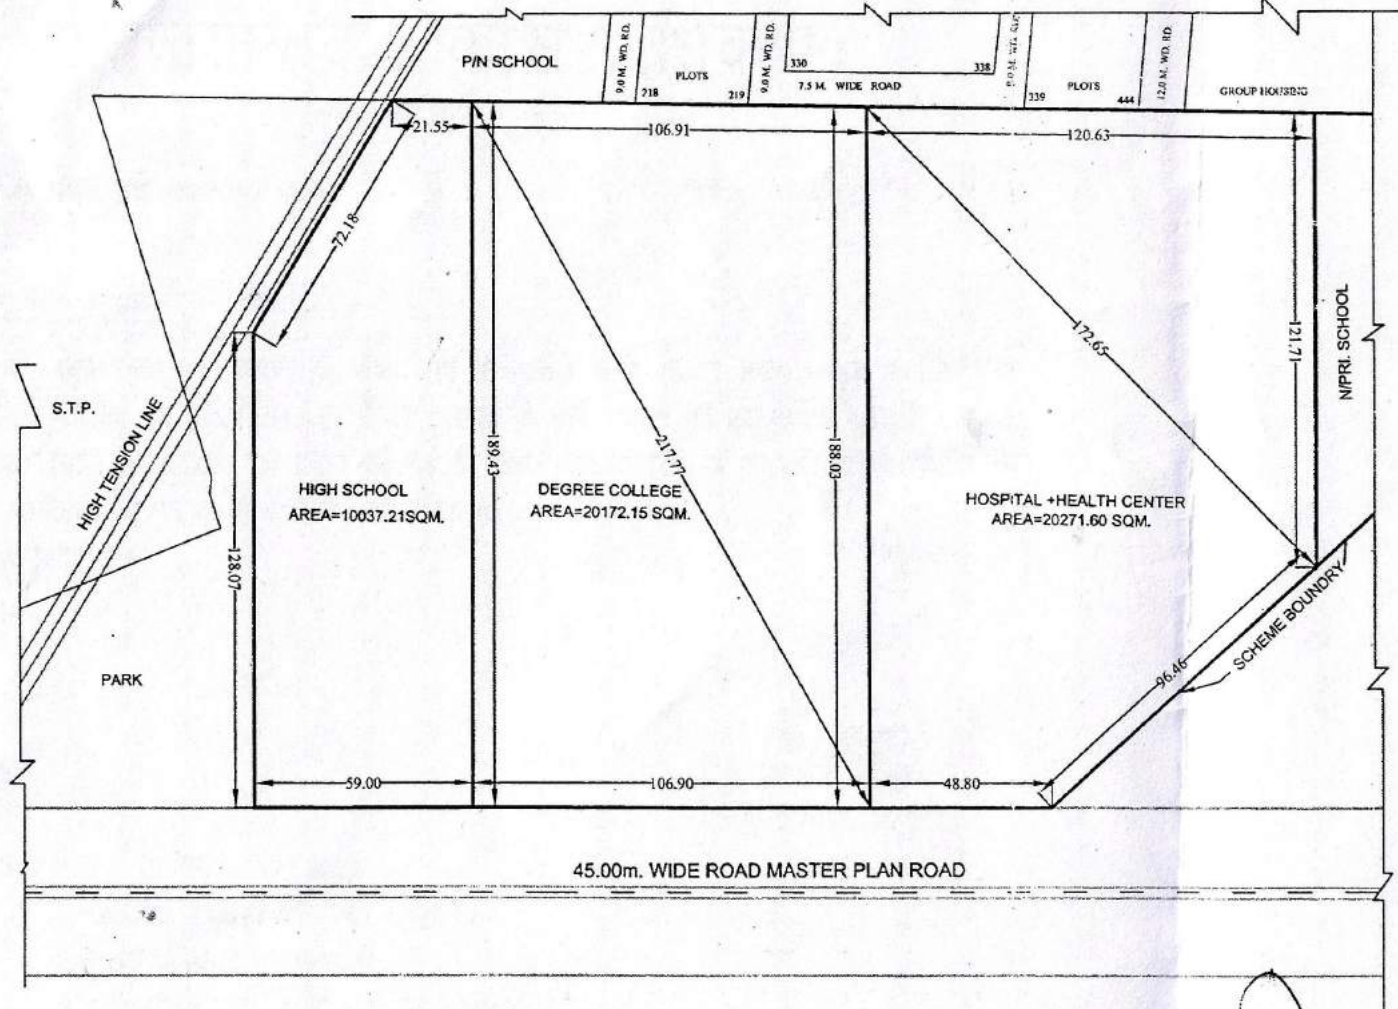 P/N SCHOOL
9.0 M. WD. RD.
218
PLOTS
219
9.0 M. WD. RD.
330
338
7.5 M. WIDE ROAD
339
PLOTS
444
12.0 M. WD. RD.
GROUP HOUSING
21.55
106.91
120.63
72.18
S.T.P.
HIGH TENSION LINE
PARK
128.07
HIGH SCHOOL
AREA=10037.21SQM.
189.43
DEGREE COLLEGE
AREA=20172.15 SQM.
217.77
188.03
172.65
HOSPITAL +HEALTH CENTER
AREA=20271.60 SQM.
121.71
N/PRI. SCHOOL
SCHEME BOUNDRY
96.46
59.00
106.90
48.80
45.00m. WIDE ROAD MASTER PLAN ROAD